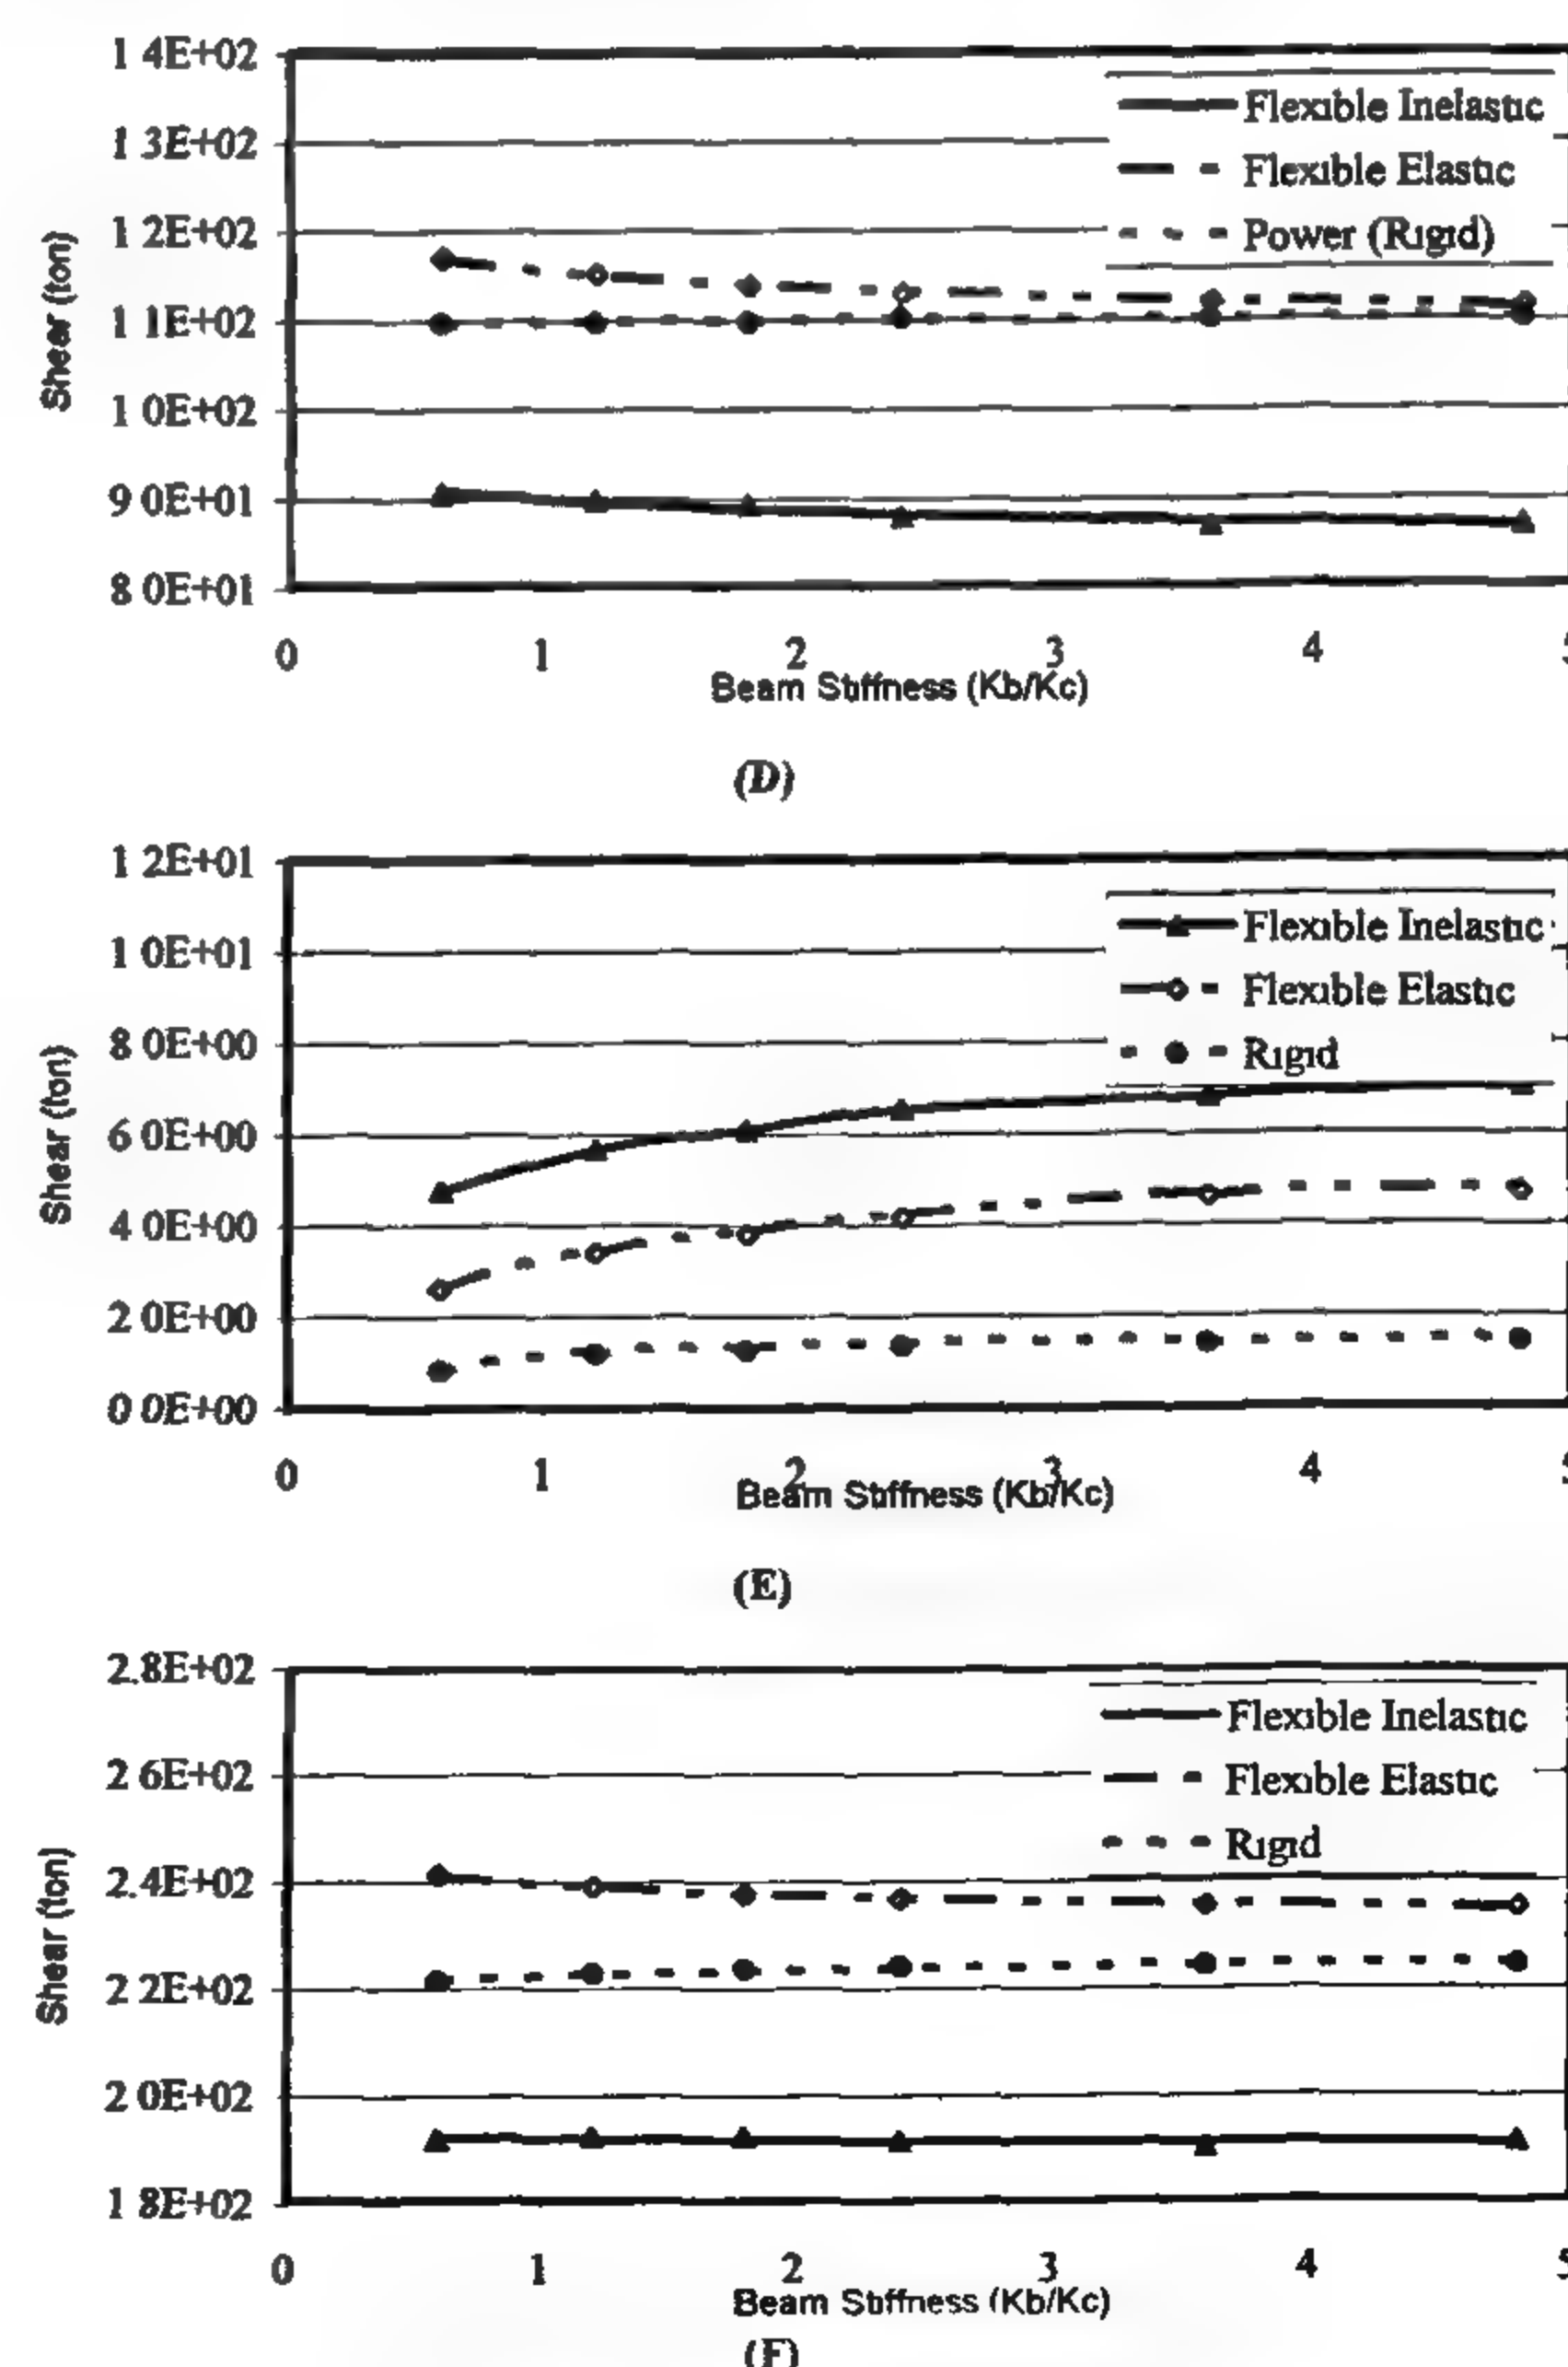 1 4E+02
Flexible Inelastic
1 3E+02
Flexible Elastic
1 2E+02
Power (Rigid)
1 1E+02
Shear (ton)
1 0E+02
9 0E+01
8 0E+01
0 1 2 3 4
Beam Stiffness (Kb/Kc)
(D)
1 2E+01
Flexible Inelastic
1 0E+01
Flexible Elastic
8 0E+00
Rigid
Shear (ton)
6 0E+00
4 0E+00
2 0E+00
0 0E+00
0 1 2 3 4
Beam Stiffness (Kb/Kc)
(E)
2.8E+02
Flexible Inelastic
2 6E+02
Flexible Elastic
Rigid
2.4E+02
Shear (ton)
2 2E+02
2 0E+02
1 8E+02
0 1 2 3 4
Beam Stiffness (Kb/Kc)
(F)